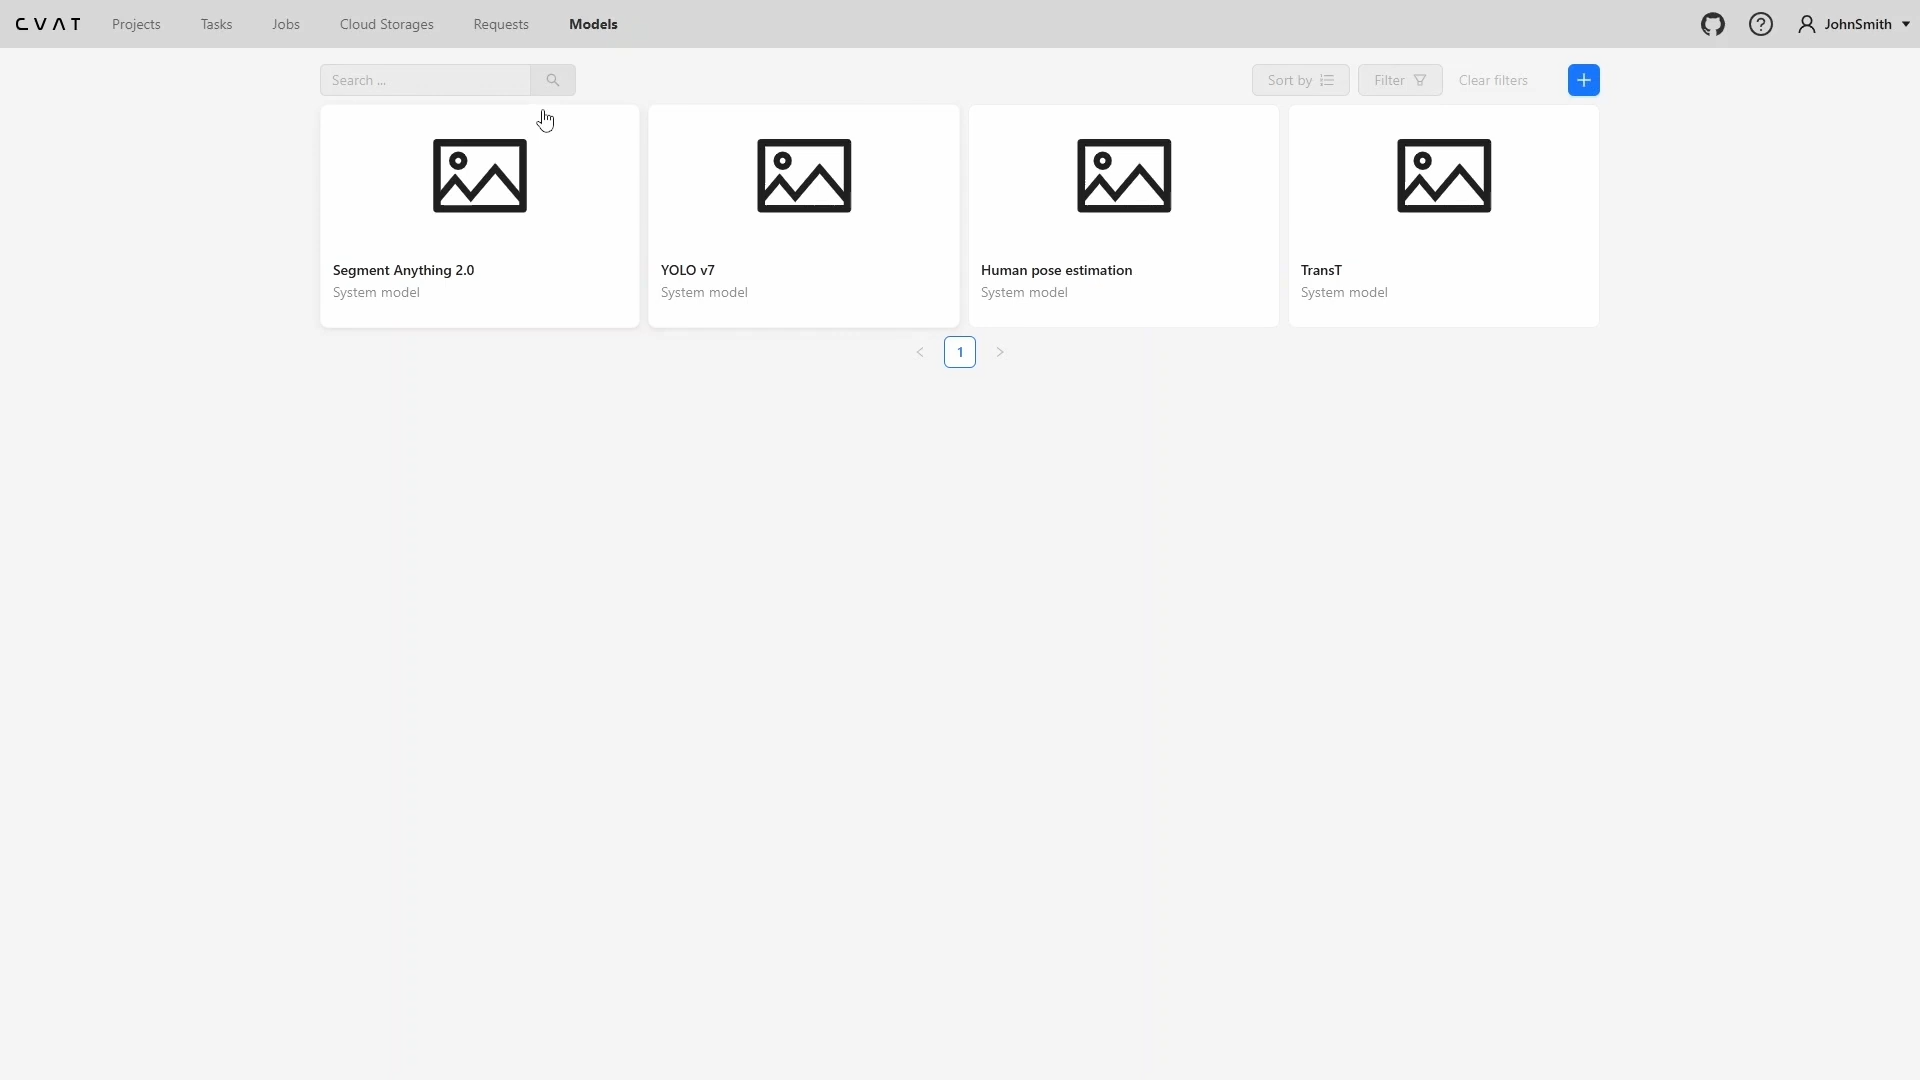 CVAT Projects Tasks Jobs Cloud Storages Requests Models JohnSmith
Search ... Sort by Filter Clear filters
Segment Anything 2.0
System model
YOLO v7
System model
Human pose estimation
System model
TransT
System model
1